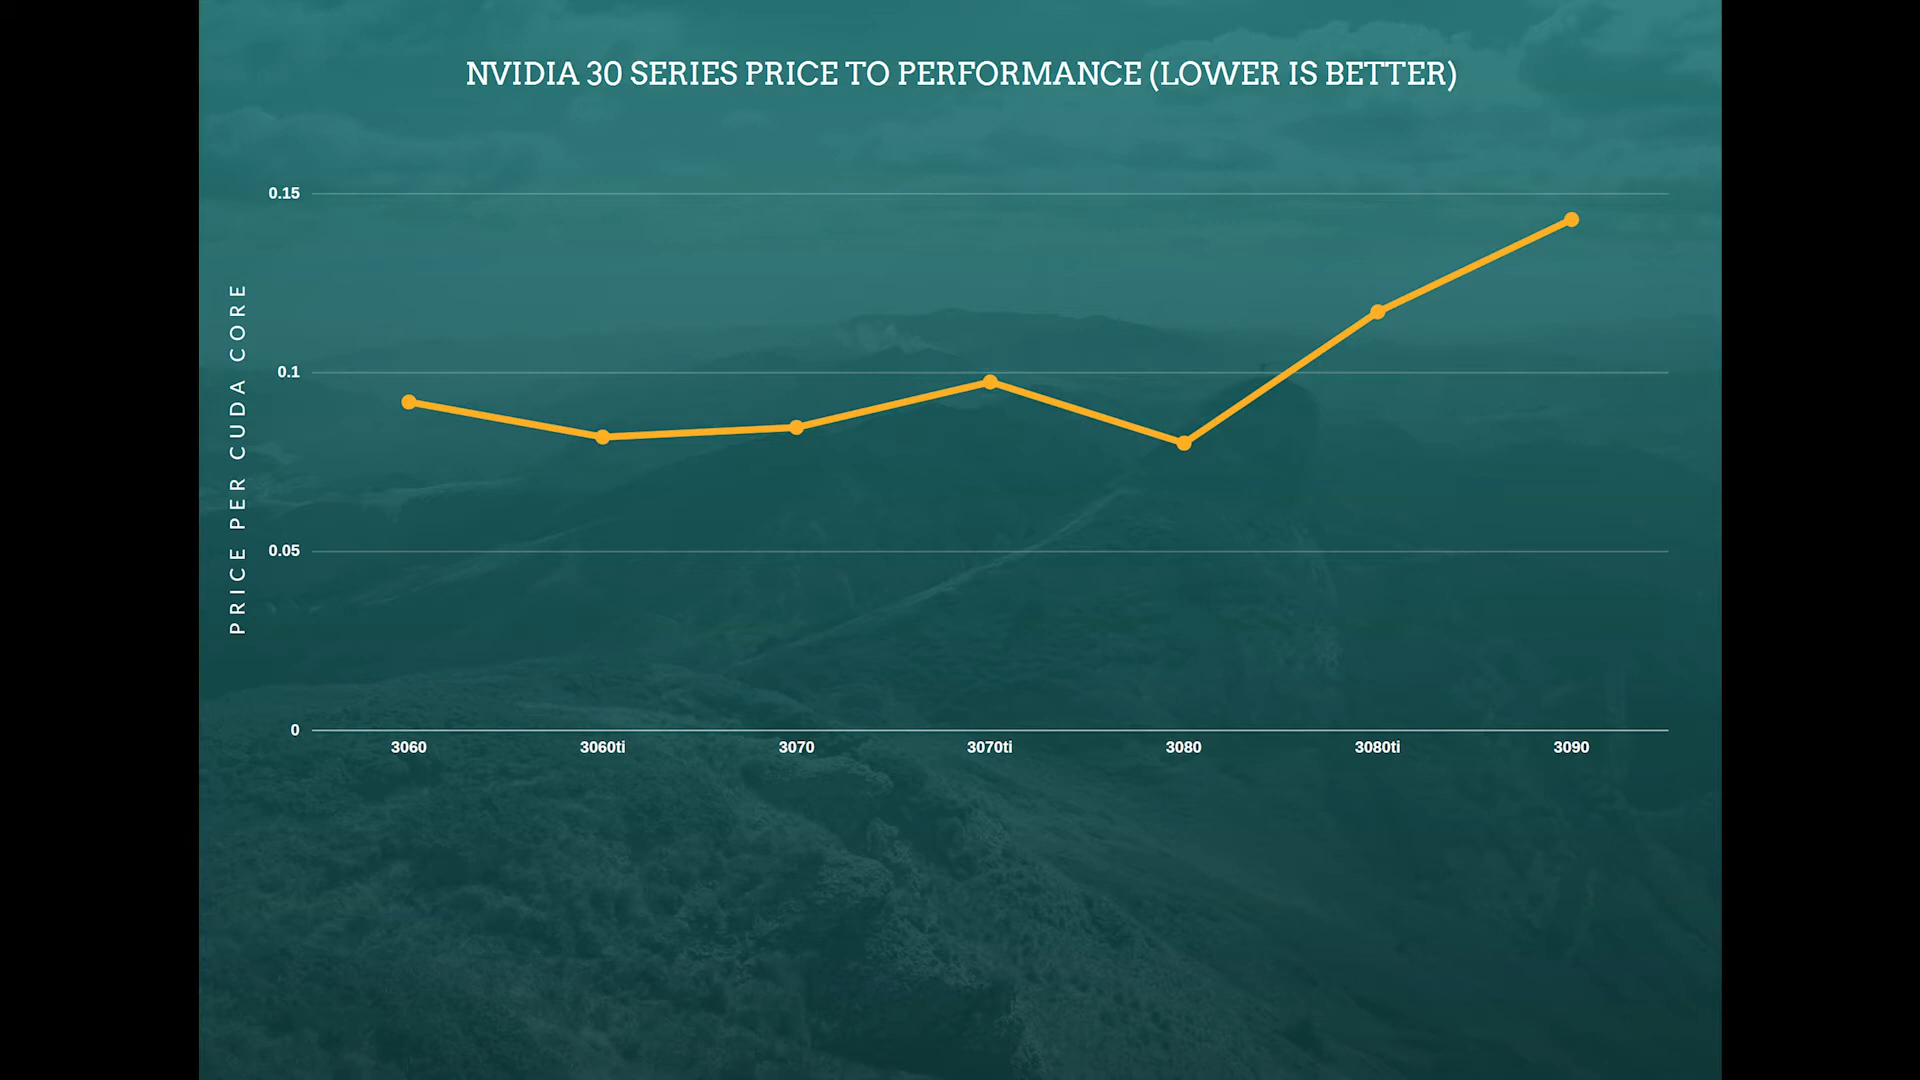 NVIDIA 30 SERIES PRICE TO PERFORMANCE (LOWER IS BETTER)
PRICE PER CUDA CORE
0.15
0.1
0.05
0
3060 3060ti 3070 3070ti 3080 3080ti 3090